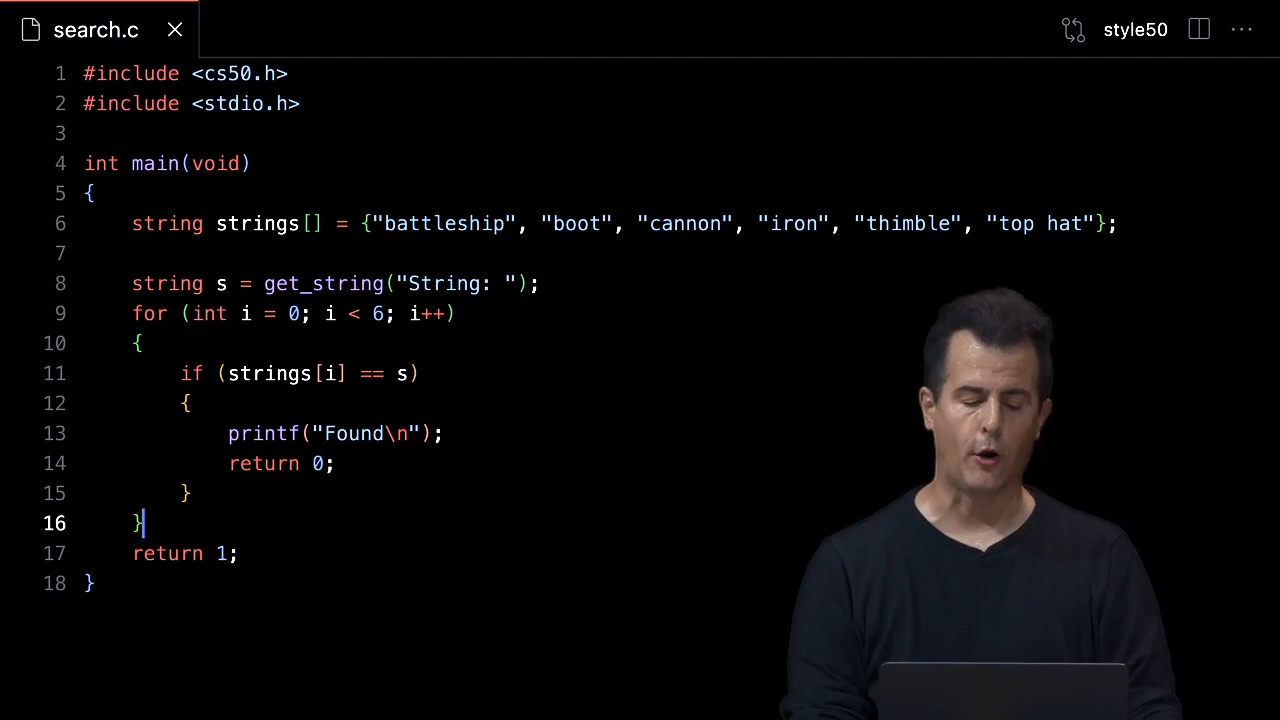 search.c
style50
1 #include <cs50.h>
2 #include <stdio.h>
3
4 int main(void)
5 {
6     string strings[] = {"battleship", "boot", "cannon", "iron", "thimble", "top hat"};
7
8     string s = get_string("String: ");
9     for (int i = 0; i < 6; i++)
10     {
11         if (strings[i] == s)
12         {
13             printf("Found\n");
14             return 0;
15         }
16     }
17     return 1;
18 }